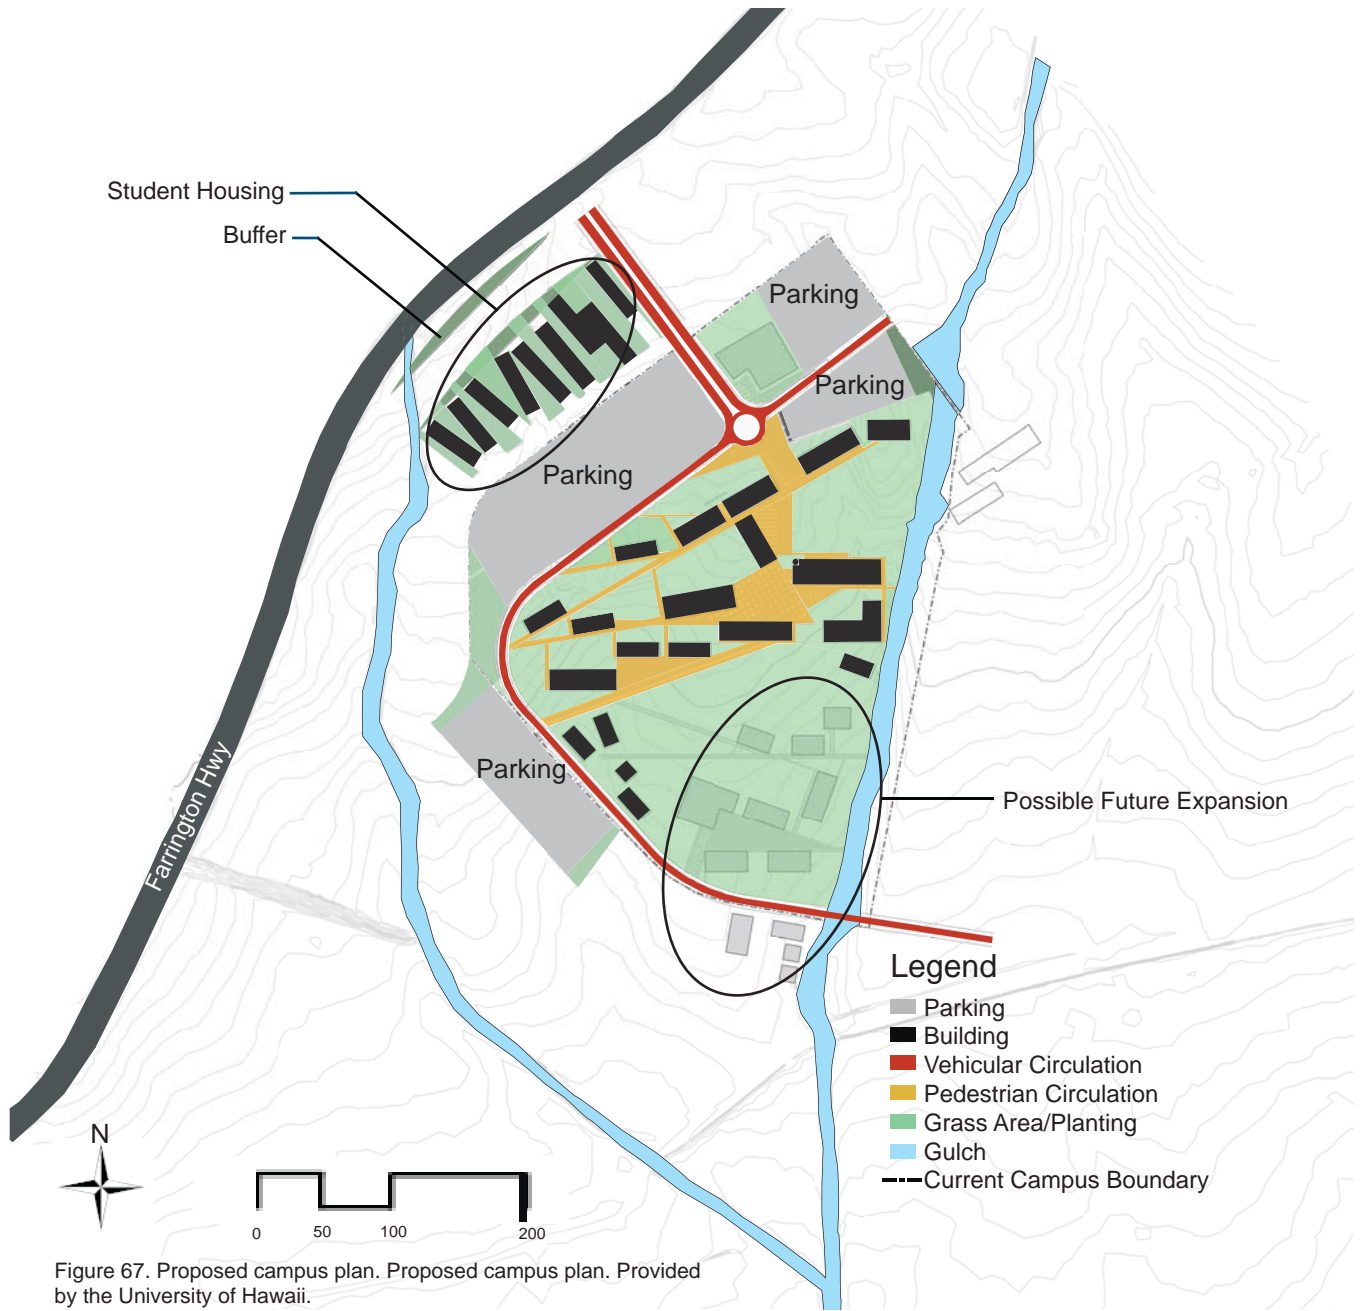 Student Housing
Buffer
Parking
Parking
Parking
Parking
Farrington Hwy
Possible Future Expansion
Legend
Parking
Building
Vehicular Circulation
Pedestrian Circulation
Grass Area/Planting
Gulch
Current Campus Boundary
N
0 50 100 200
Figure 67. Proposed campus plan. Proposed campus plan. Provided
by the University of Hawaii.